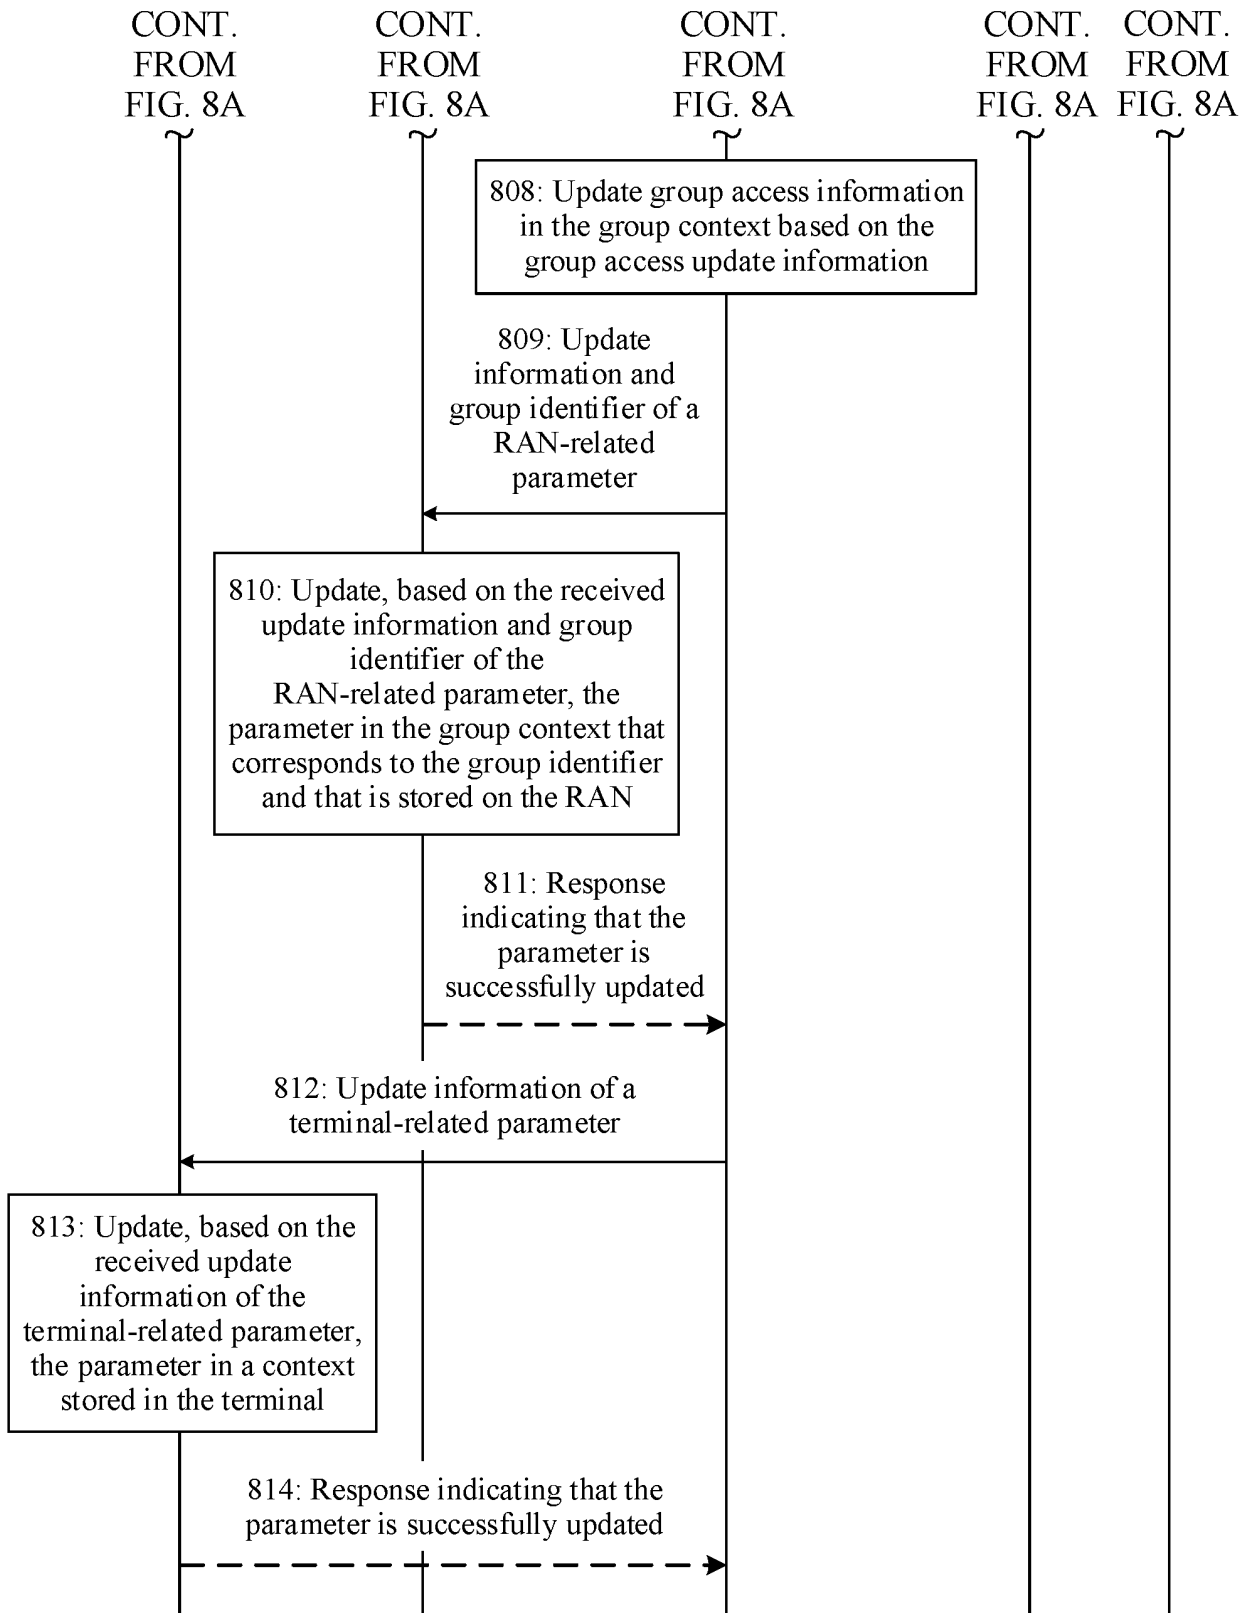 CONT.
FROM
FIG. 8A
CONT.
FROM
FIG. 8A
CONT.
FROM
FIG. 8A
CONT.
FROM
FIG. 8A
CONT.
FROM
FIG. 8A
808: Update group access information
in the group context based on the
group access update information
809: Update
information and
group identifier of a
RAN-related
parameter
810: Update, based on the received
update information and group
identifier of the
RAN-related parameter, the
parameter in the group context that
corresponds to the group identifier
and that is stored on the RAN
811: Response
indicating that the
parameter is
successfully updated
812: Update information of a
terminal-related parameter
813: Update, based on the
received update
information of the
terminal-related parameter,
the parameter in a context
stored in the terminal
814: Response indicating that the
parameter is successfully updated